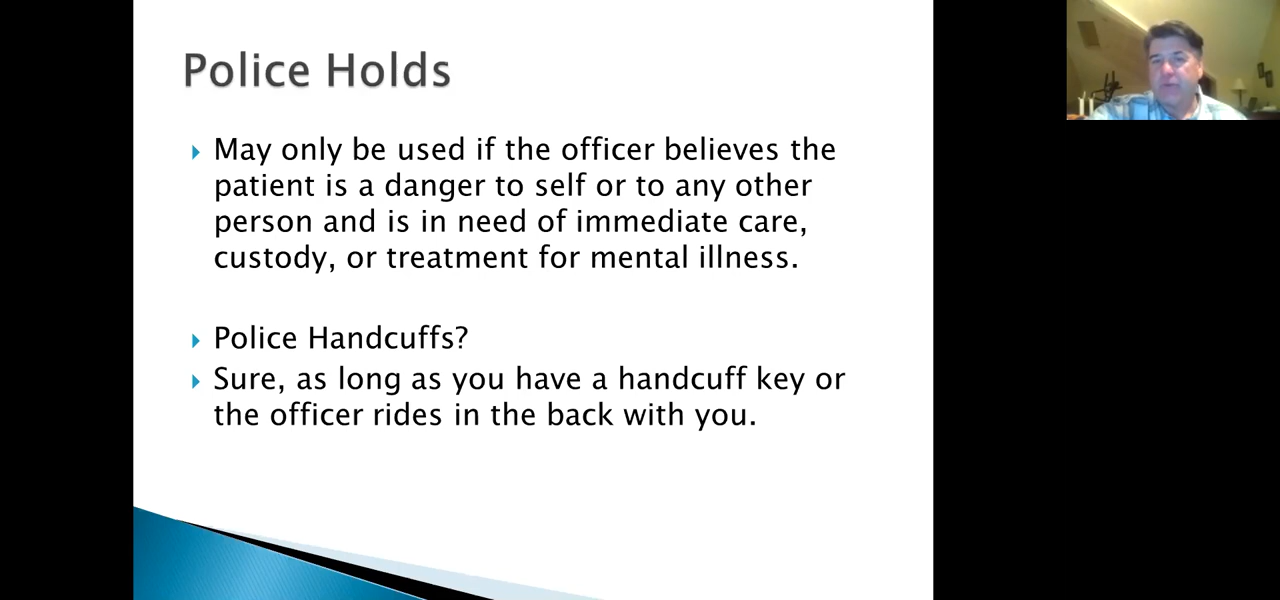 Police Holds
May only be used if the officer believes the
patient is a danger to self or to any other
person and is in need of immediate care,
custody, or treatment for mental illness.
Police Handcuffs?
Sure, as long as you have a handcuff key or
the officer rides in the back with you.